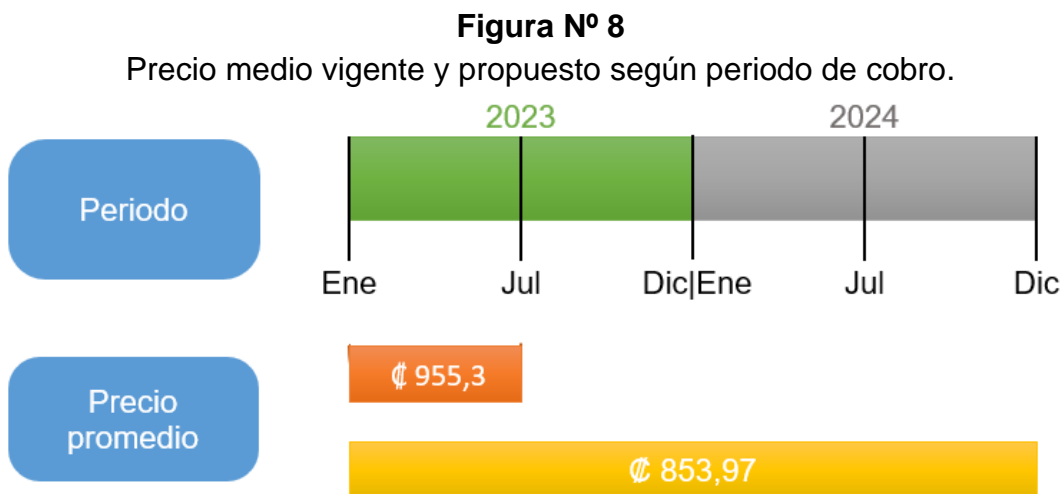 Figura Nº 8
Precio medio vigente y propuesto según periodo de cobro.
2023 2024
Periodo
Ene Jul Dic|Ene Jul Dic
₡ 955,3
Precio
promedio
₡ 853,97